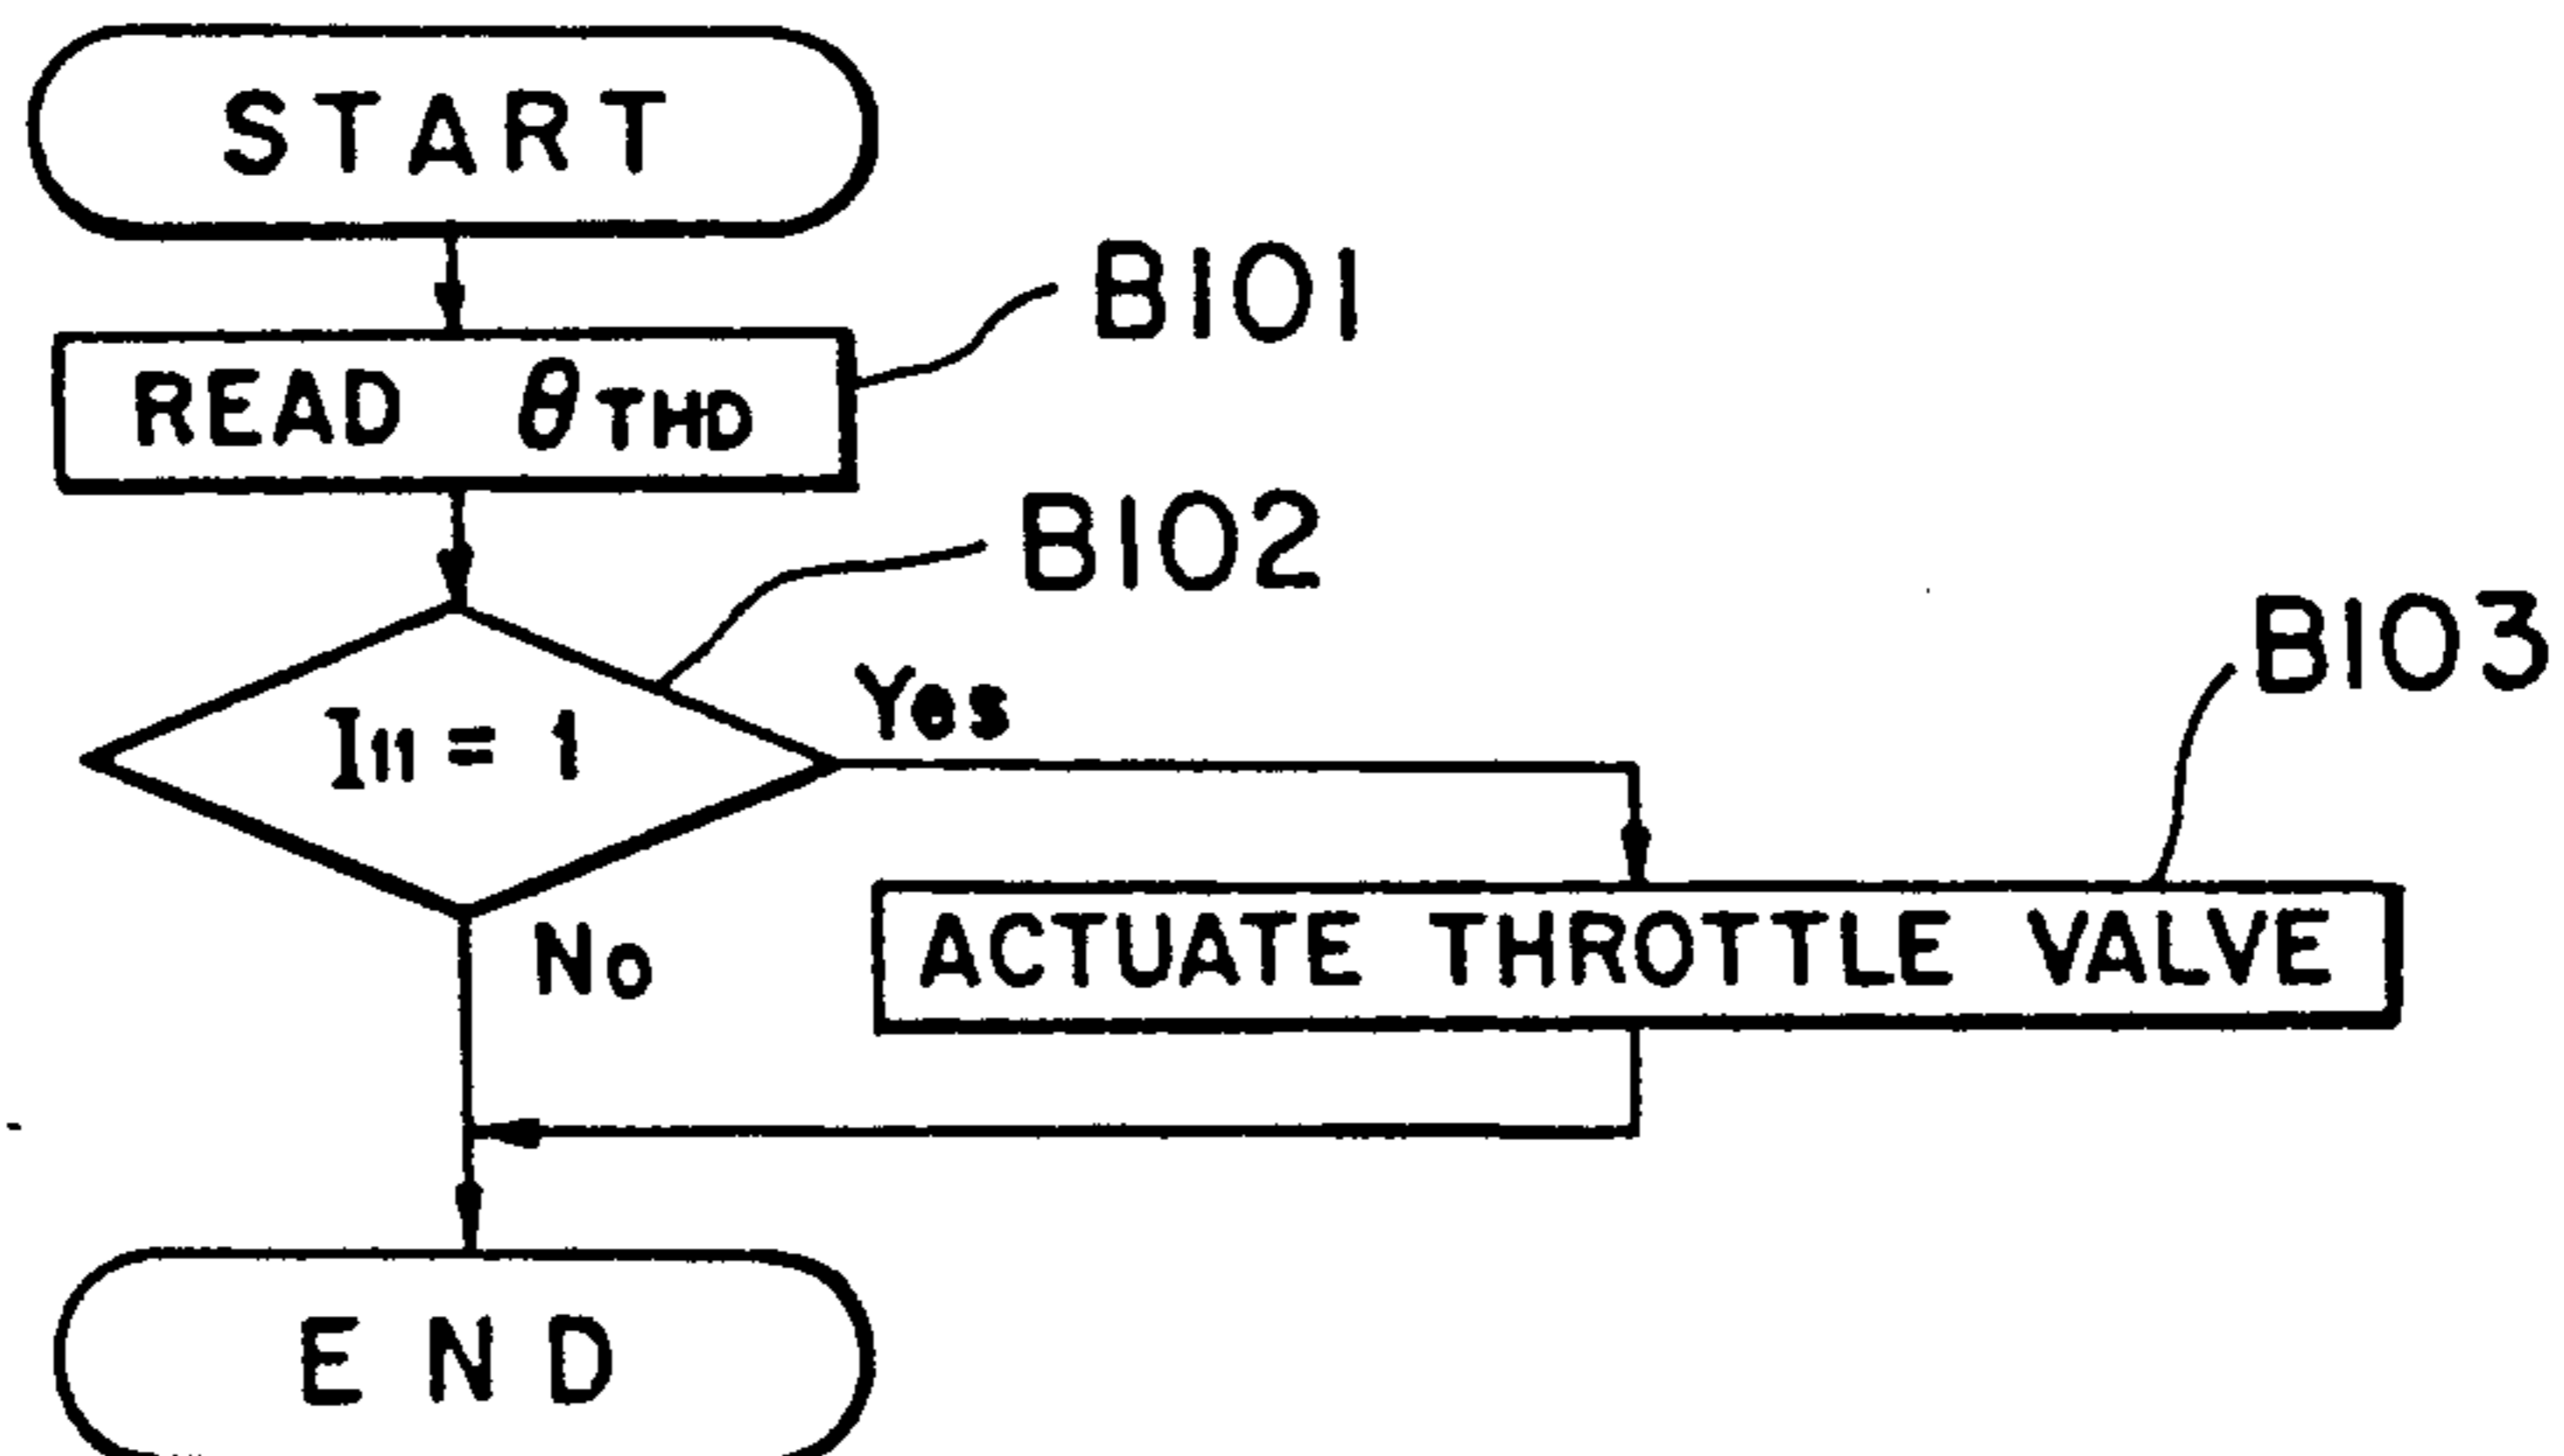 START
B101
READ θTHD
B102
B103
Yes
I11 = 1
ACTUATE THROTTLE VALVE
No
END